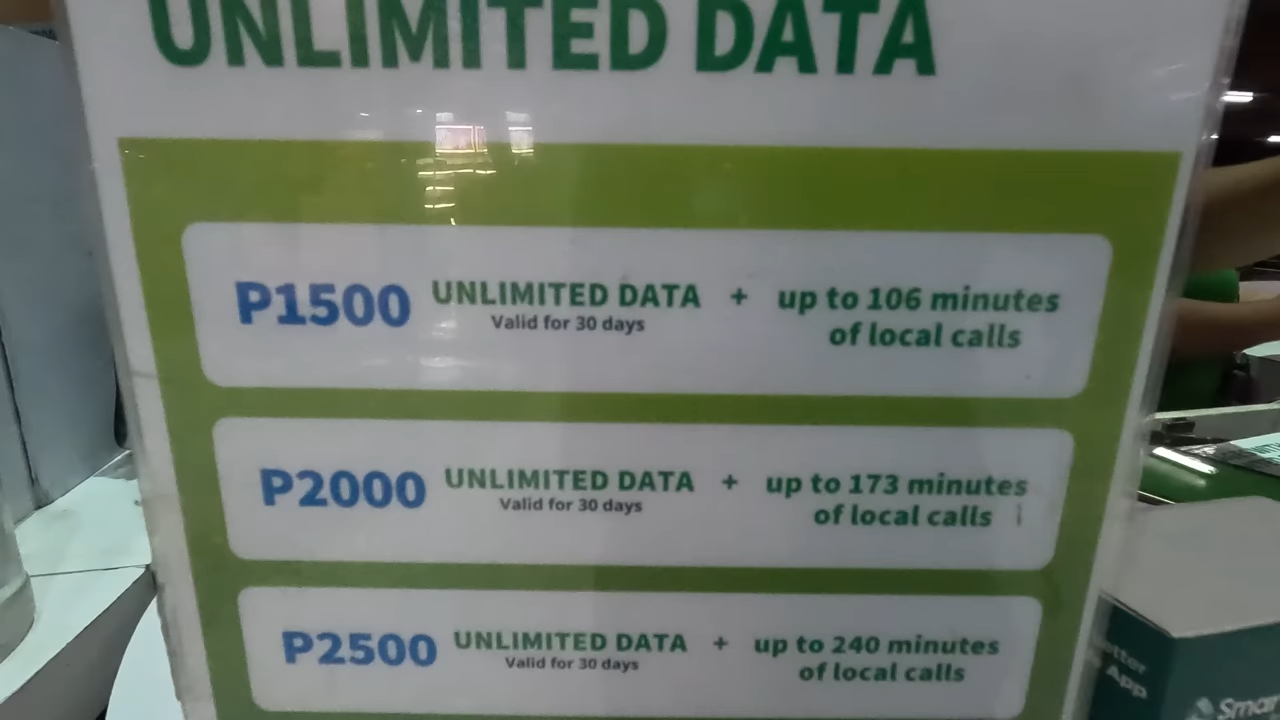 UNLIMITED DATA
P1500 UNLIMITED DATA + up to 106 minutes
Valid for 30 days of local calls
P2000 UNLIMITED DATA + up to 173 minutes
Valid for 30 days of local calls
P2500 UNLIMITED DATA + up to 240 minutes
Valid for 30 days of local calls
App
Smar